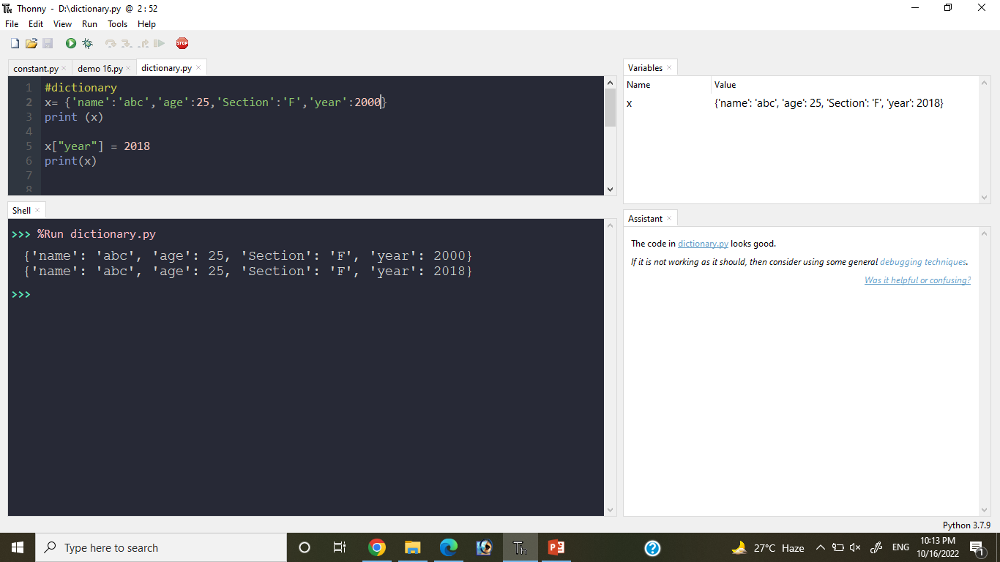 Thonny - D:\dictionary.py @ 2:52
File Edit View Run Tools Help
STOP
constant.py demo 16.py dictionary.py
1 #dictionary
2 x= {'name':'abc','age':25,'Section':'F','year':2000}
3 print (x)
4
5 x["year"] = 2018
6 print(x)
7
8
Shell
>>> %Run dictionary.py
{'name': 'abc', 'age': 25, 'Section': 'F', 'year': 2000}
{'name': 'abc', 'age': 25, 'Section': 'F', 'year': 2018}
>>>
Variables
Name Value
x {'name': 'abc', 'age': 25, 'Section': 'F', 'year': 2018}
Assistant
The code in dictionary.py looks good.
If it is not working as it should, then consider using some general debugging techniques.
Was it helpful or confusing?
Python 3.7.9
Type here to search
27°C Haze
ENG
10:13 PM
10/16/2022
1